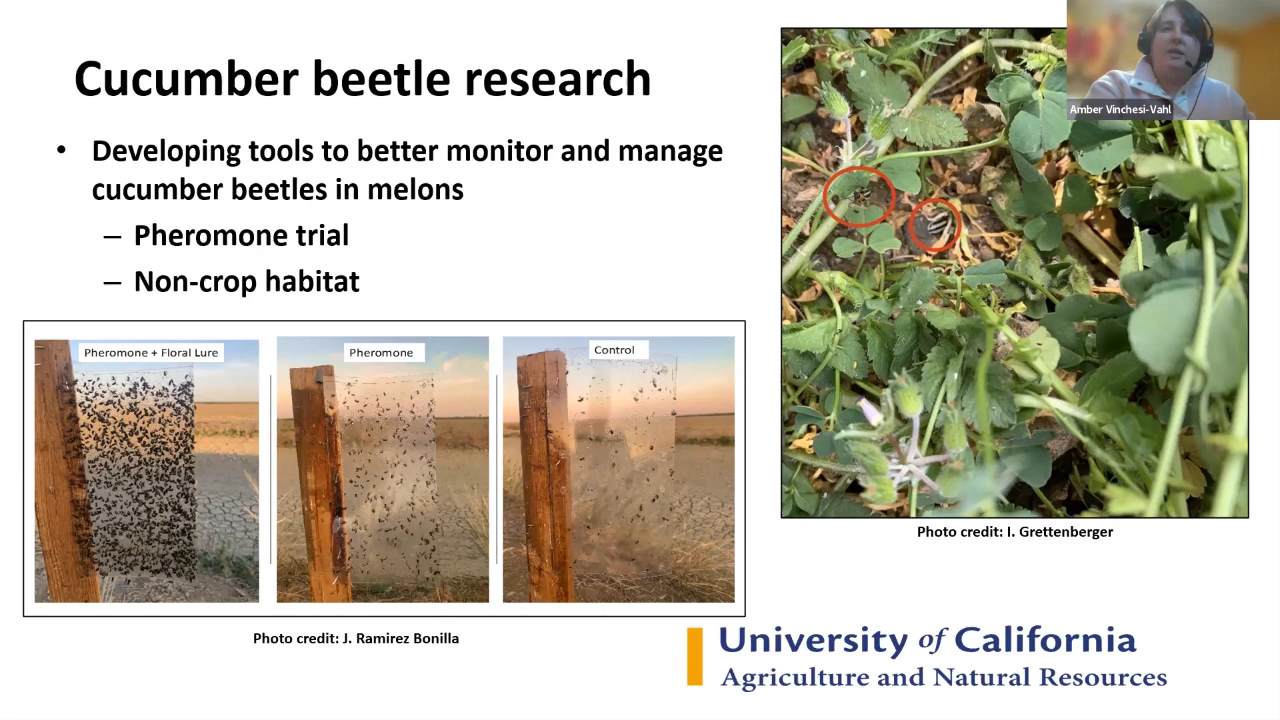 Cucumber beetle research
Amber Vinchesi-Vahl
• Developing tools to better monitor and manage
cucumber beetles in melons
– Pheromone trial
– Non-crop habitat
Pheromone + Floral Lure
Pheromone
Control
Photo credit: I. Grettenberger
Photo credit: J. Ramirez Bonilla
University of California
Agriculture and Natural Resources